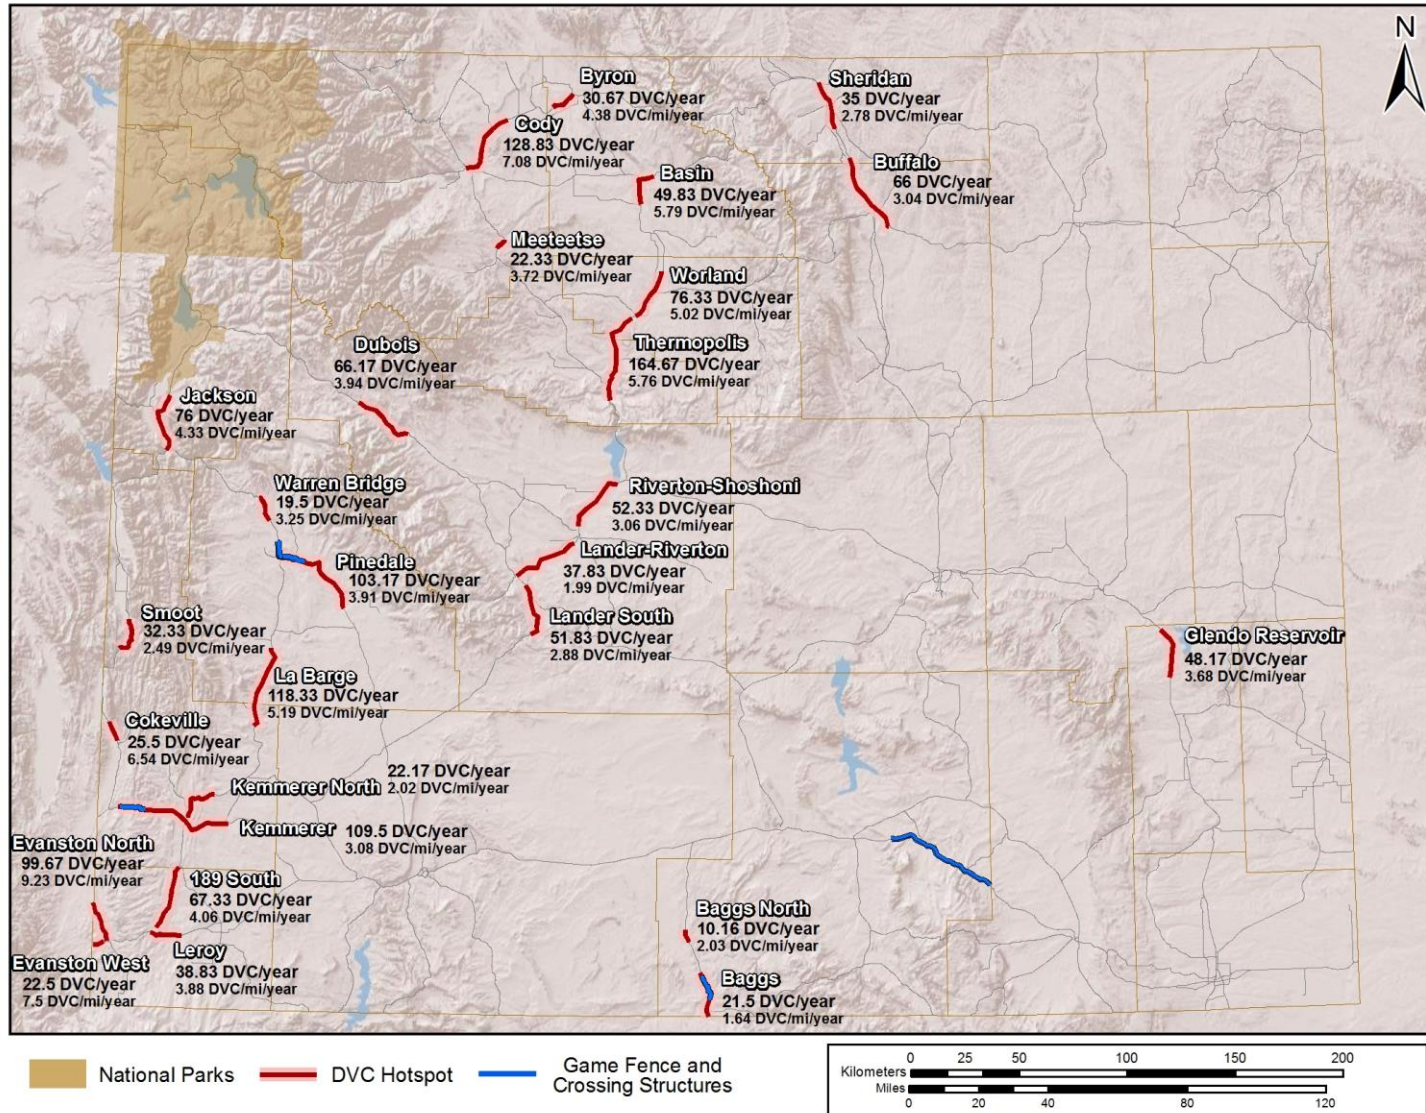 N
Byron
30.67 DVC/year
4.38 DVC/mi/year
Sheridan
35 DVC/year
2.78 DVC/mi/year
Cody
128.83 DVC/year
7.08 DVC/mi/year
Buffalo
66 DVC/year
3.04 DVC/mi/year
Basin
49.83 DVC/year
5.79 DVC/mi/year
Meeteetse
22.33 DVC/year
3.72 DVC/mi/year
Worland
76.33 DVC/year
5.02 DVC/mi/year
Thermopolis
164.67 DVC/year
5.76 DVC/mi/year
Dubois
66.17 DVC/year
3.94 DVC/mi/year
Jackson
76 DVC/year
4.33 DVC/mi/year
Warren Bridge
19.5 DVC/year
3.25 DVC/mi/year
Riverton-Shoshoni
52.33 DVC/year
3.06 DVC/mi/year
Lander-Riverton
37.83 DVC/year
1.99 DVC/mi/year
Pinedale
103.17 DVC/year
3.91 DVC/mi/year
Lander South
51.83 DVC/year
2.88 DVC/mi/year
Smoot
32.33 DVC/year
2.49 DVC/mi/year
Glendo Reservoir
48.17 DVC/year
3.68 DVC/mi/year
La Barge
118.33 DVC/year
5.19 DVC/mi/year
Cokeville
25.5 DVC/year
6.54 DVC/mi/year
Kemmerer North
22.17 DVC/year
2.02 DVC/mi/year
Kemmerer
109.5 DVC/year
3.08 DVC/mi/year
Evanston North
99.67 DVC/year
9.23 DVC/mi/year
189 South
67.33 DVC/year
4.06 DVC/mi/year
Baggs North
10.16 DVC/year
2.03 DVC/mi/year
Evanston West
22.5 DVC/year
7.5 DVC/mi/year
Leroy
38.83 DVC/year
3.88 DVC/mi/year
Baggs
21.5 DVC/year
1.64 DVC/mi/year
National Parks
DVC Hotspot
Game Fence and
Crossing Structures
0 25 50 100 150 200
Kilometers
Miles
0 20 40 80 120